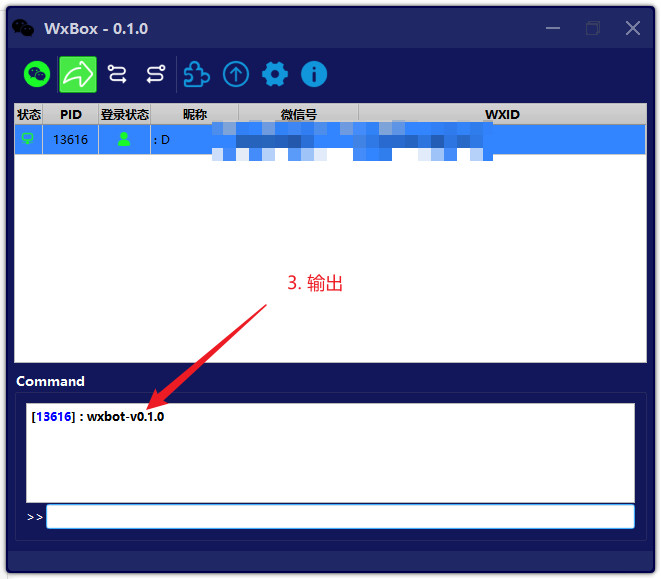 WxBox - 0.1.0
状态 PID 登录状态 昵称 微信号 WXID
13616 : D
3. 输出
Command
[13616] : wxbot-v0.1.0
>>